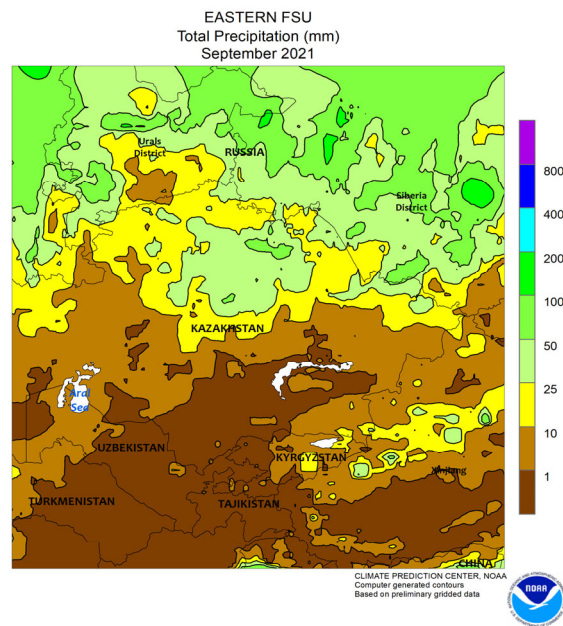 EASTERN FSU
Total Precipitation (mm)
September 2021
Urals
District
RUSSIA
Siberia
District
KAZAKHSTAN
Aral
Sea
UZBEKISTAN
KYRGYZSTAN
Xinjiang
TURKMENISTAN
TAJIKISTAN
CHINA
800
400
200
100
50
25
10
1
CLIMATE PREDICTION CENTER, NOAA
Computer generated contours
Based on preliminary gridded data
NOAA